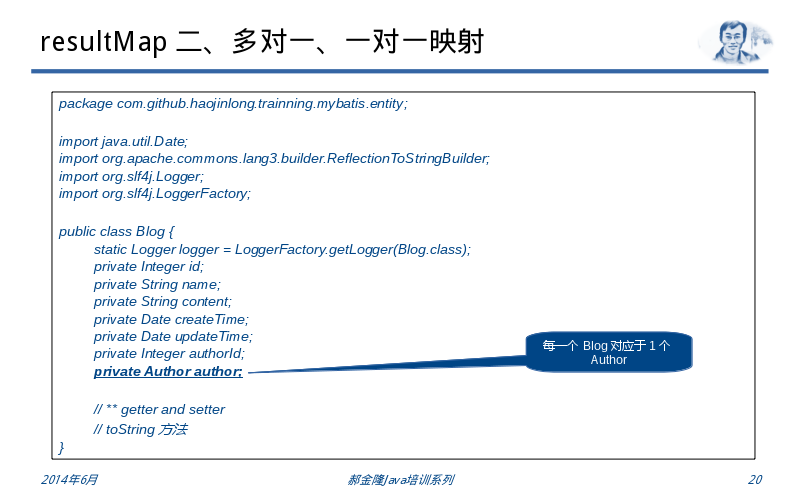 resultMap 二、多对一、一对一映射
package com.github.haojinlong.trainning.mybatis.entity;
import java.util.Date;
import org.apache.commons.lang3.builder.ReflectionToStringBuilder;
import org.slf4j.Logger;
import org.slf4j.LoggerFactory;
public class Blog {
static Logger logger = LoggerFactory.getLogger(Blog.class);
private Integer id;
private String name;
private String content;
private Date createTime;
private Date updateTime;
private Integer authorId;
private Author author;
每一个 Blog 对应于 1 个
Author
// ** getter and setter
// toString 方法
}
2014年6月
郝金隆Java培训系列
20